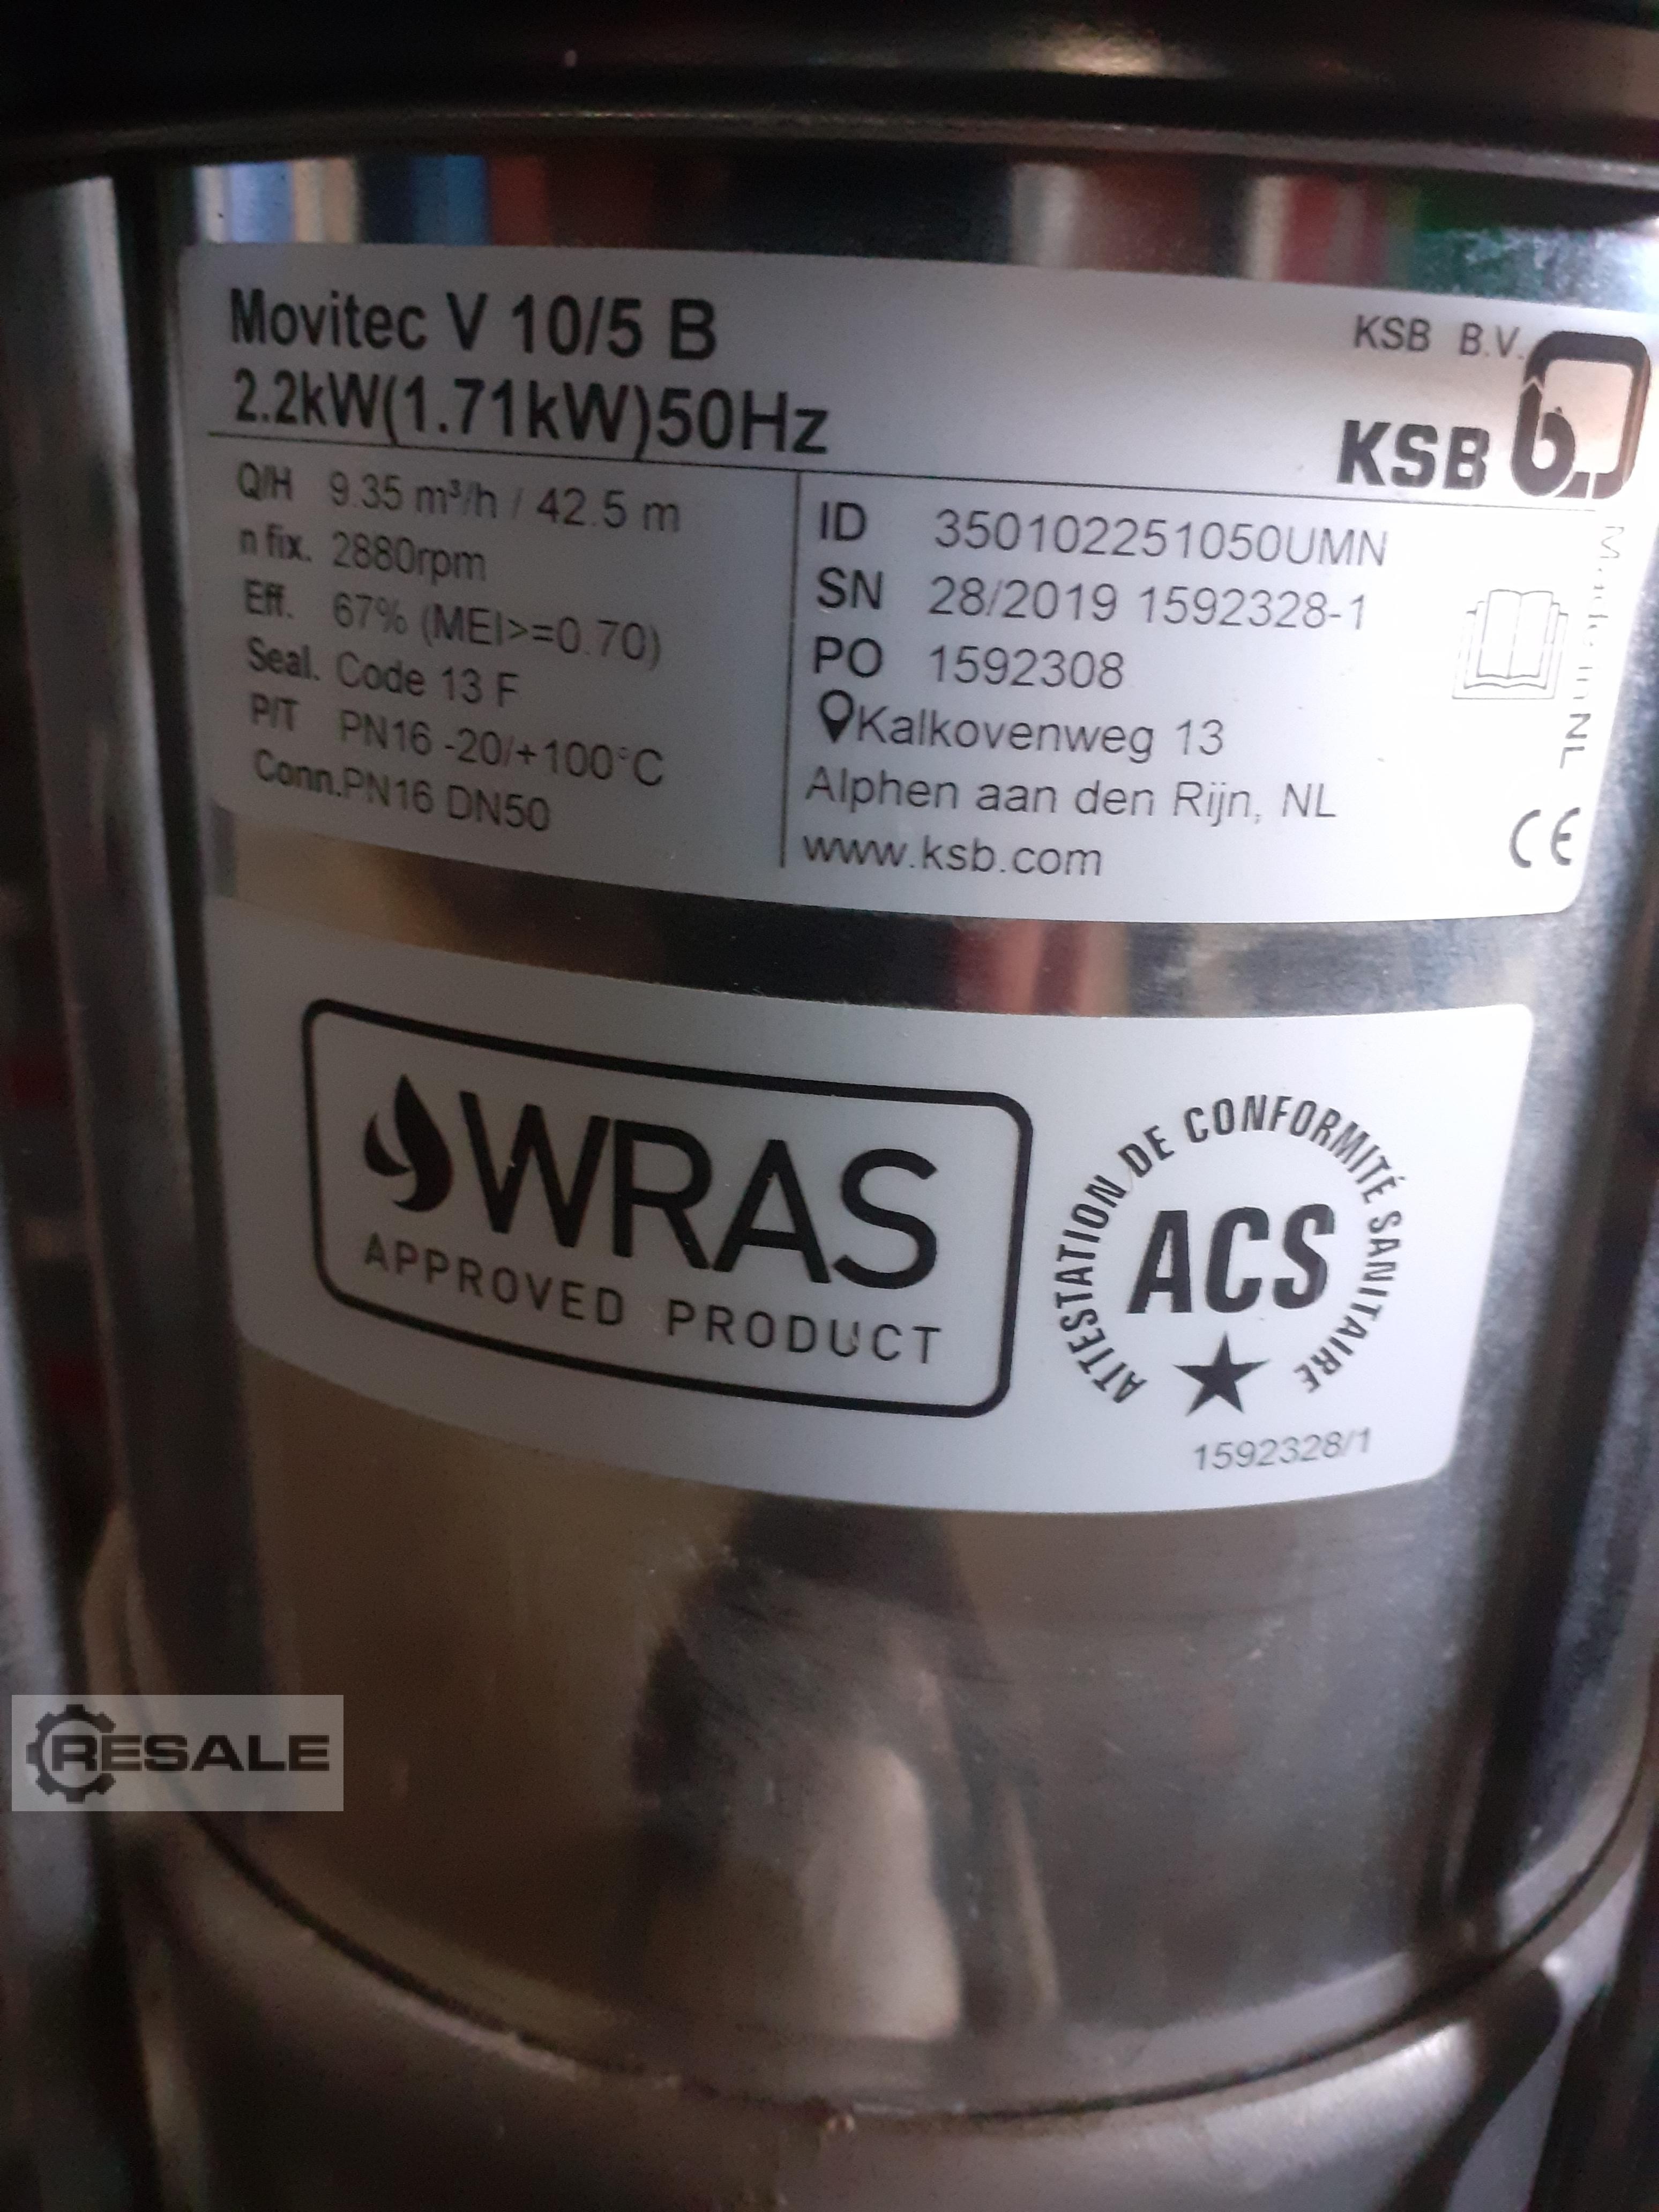 Movitec V 10/5 B
2.2kW(1.71kW)50Hz
KSB B.V.
KSB
Q/H 9.35 m³/h / 42.5 m
n fix. 2880rpm
Eff. 67% (MEI>=0.70)
Seal. Code 13 F
P/T PN16 -20/+100°C
Conn.PN16 DN50
ID 350102251050UMN
SN 28/2019 1592328-1
PO 1592308
Kalkovenweg 13
Alphen aan den Rijn, NL
www.ksb.com
Made in NL
CE
WRAS
APPROVED PRODUCT
ATTESTATION DE CONFORMITÉ SANITAIRE
ACS
1592328/1
RESALE